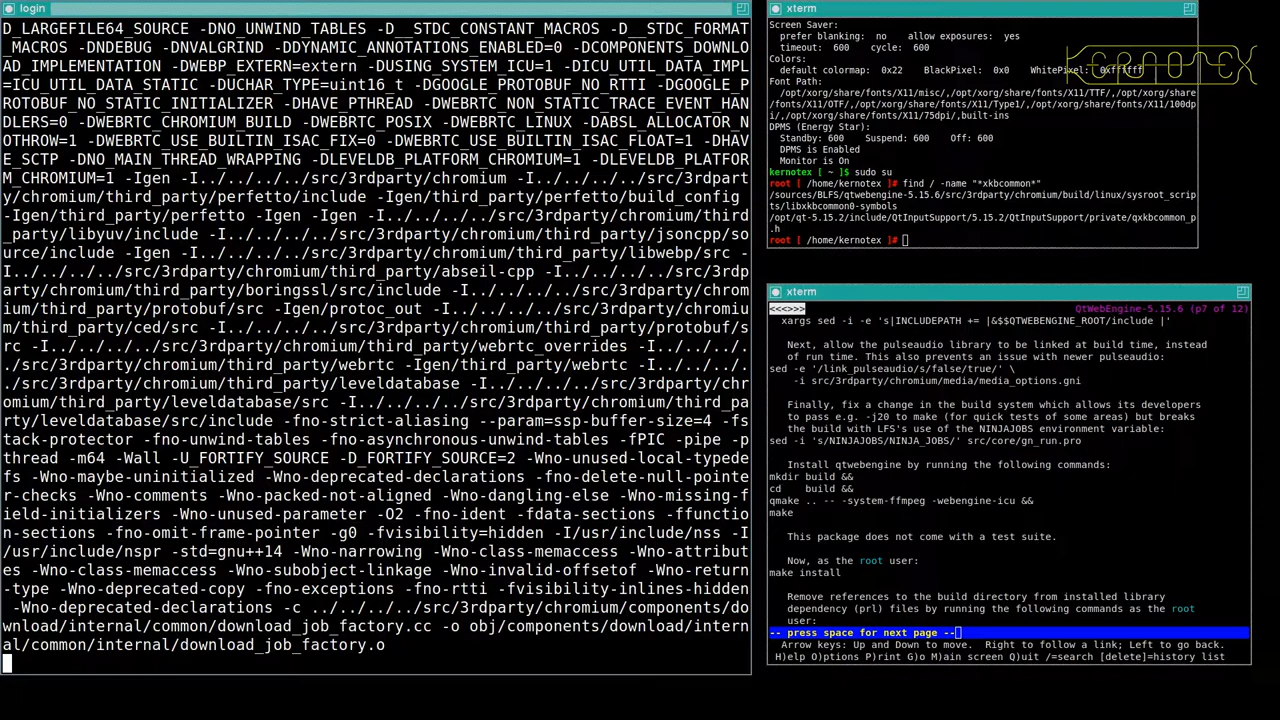 login
D_LARGEFILE64_SOURCE -DNO_UNWIND_TABLES -D__STDC_CONSTANT_MACROS -D__STDC_FORMAT
_MACROS -DNDEBUG -DNVALGRIND -DDYNAMIC_ANNOTATIONS_ENABLED=0 -DCOMPONENTS_DOWNLO
AD_IMPLEMENTATION -DWEBP_EXTERN=extern -DUSING_SYSTEM_ICU=1 -DICU_UTIL_DATA_IMPL
=ICU_UTIL_DATA_STATIC -DUCHAR_TYPE=uint16_t -DGOOGLE_PROTOBUF_NO_RTTI -DGOOGLE_P
ROTOBUF_NO_STATIC_INITIALIZER -DHAVE_PTHREAD -DWEBRTC_NON_STATIC_TRACE_EVENT_HAN
DLERS=0 -DWEBRTC_CHROMIUM_BUILD -DWEBRTC_POSIX -DWEBRTC_LINUX -DABSL_ALLOCATOR_N
OTHROW=1 -DWEBRTC_USE_BUILTIN_ISAC_FIX=0 -DWEBRTC_USE_BUILTIN_ISAC_FLOAT=1 -DHAV
E_SCTP -DNO_MAIN_THREAD_WRAPPING -DLEVELDB_PLATFORM_CHROMIUM=1 -DLEVELDB_PLATFOR
M_CHROMIUM=1 -Igen -I../../../../src/3rdparty/chromium -I../../../../src/3rdpart
y/chromium/third_party/perfetto/include -Igen/third_party/perfetto/build_config
-Igen/third_party/perfetto -Igen -Igen -I../../../../src/3rdparty/chromium/third
_party/libyuv/include -I../../../../src/3rdparty/chromium/third_party/jsoncpp/so
urce/include -Igen -I../../../../src/3rdparty/chromium/third_party/libwebp/src -
I../../../../src/3rdparty/chromium/third_party/abseil-cpp -I../../../../src/3rdp
arty/chromium/third_party/boringssl/src/include -I../../../../src/3rdparty/chrom
ium/third_party/protobuf/src -Igen/protoc_out -I../../../../src/3rdparty/chromiu
m/third_party/ced/src -I../../../../src/3rdparty/chromium/third_party/protobuf/s
rc -I../../../../src/3rdparty/chromium/third_party/webrtc_overrides -I../../../.
./src/3rdparty/chromium/third_party/webrtc -Igen/third_party/webrtc -I../../../.
./src/3rdparty/chromium/third_party/leveldatabase -I../../../../src/3rdparty/chr
omium/third_party/leveldatabase/src -I../../../../src/3rdparty/chromium/third_pa
rty/leveldatabase/src/include -fno-strict-aliasing --param=ssp-buffer-size=4 -fs
tack-protector -fno-unwind-tables -fno-asynchronous-unwind-tables -fPIC -pipe -p
thread -m64 -Wall -U_FORTIFY_SOURCE -D_FORTIFY_SOURCE=2 -Wno-unused-local-typede
fs -Wno-maybe-uninitialized -Wno-deprecated-declarations -fno-delete-null-pointe
r-checks -Wno-comments -Wno-packed-not-aligned -Wno-dangling-else -Wno-missing-f
ield-initializers -Wno-unused-parameter -O2 -fno-ident -fdata-sections -ffunctio
n-sections -fno-omit-frame-pointer -g0 -fvisibility=hidden -I/usr/include/nss -I
/usr/include/nspr -std=gnu++14 -Wno-narrowing -Wno-class-memaccess -Wno-attribut
es -Wno-class-memaccess -Wno-subobject-linkage -Wno-invalid-offsetof -Wno-return
-type -Wno-deprecated-copy -fno-exceptions -fno-rtti -fvisibility-inlines-hidden
-Wno-deprecated-declarations -c ../../../../src/3rdparty/chromium/components/do
wnload/internal/common/download_job_factory.cc -o obj/components/download/intern
al/common/internal/download_job_factory.o
xterm
Screen Saver:
prefer blanking:  no    allow exposures:  yes
timeout:  600    cycle:  600
Colors:
default colormap:  0x22    BlackPixel:  0x0    WhitePixel:  0xffffff
KERNOTEX
Font Path:
/opt/xorg/share/fonts/X11/misc/,/opt/xorg/share/fonts/X11/TTF/,/opt/xorg/share
/fonts/X11/OTF/,/opt/xorg/share/fonts/X11/Type1/,/opt/xorg/share/fonts/X11/100dp
i/,/opt/xorg/share/fonts/X11/75dpi/,built-ins
DPMS (Energy Star):
Standby: 600    Suspend: 600    Off: 600
DPMS is Enabled
Monitor is On
kernotex [ ~ ]$ sudo su
root [ /home/kernotex ]# find / -name "*xkbcommon*"
/sources/BLFS/qtwebengine-5.15.6/src/3rdparty/chromium/build/linux/sysroot_scrip
ts/libxkbcommon0-symbols
/opt/qt-5.15.2/include/QtInputSupport/5.15.2/QtInputSupport/private/qxkbcommon_p
.h
root [ /home/kernotex ]#
xterm
<<<>>> QtWebEngine-5.15.6 (p7 of 12)
xargs sed -i -e 's|INCLUDEPATH += |&$$QTWEBENGINE_ROOT/include |'
Next, allow the pulseaudio library to be linked at build time, instead
of run time. This also prevents an issue with newer pulseaudio:
sed -e '/link_pulseaudio/s/false/true/' \
-i src/3rdparty/chromium/media/media_options.gni
Finally, fix a change in the build system which allows its developers
to pass e.g. -j20 to make (for quick tests of some areas) but breaks
the build with LFS's use of the NINJAJOBS environment variable:
sed -i 's/NINJAJOBS/NINJA_JOBS/' src/core/gn_run.pro
Install qtwebengine by running the following commands:
mkdir build &&
cd    build &&
qmake .. -- -system-ffmpeg -webengine-icu &&
make
This package does not come with a test suite.
Now, as the root user:
make install
Remove references to the build directory from installed library
dependency (prl) files by running the following commands as the root
user:
-- press space for next page --
Arrow keys: Up and Down to move.  Right to follow a link; Left to go back.
H)elp O)ptions P)rint G)o M)ain screen Q)uit /=search [delete]=history list